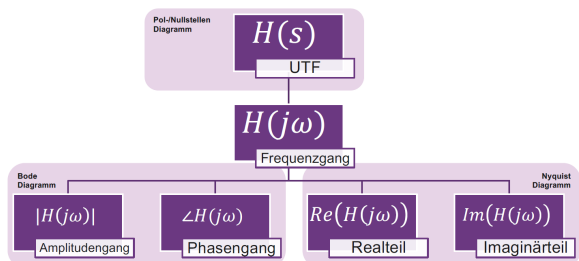 Pol-/Nullstellen
Diagramm
H(s)
UTF
H(jω)
Frequenzgang
Bode
Diagramm
Nyquist
Diagramm
|H(jω)|
Amplitudengang
∠H(jω)
Phasengang
Re(H(jω))
Realteil
Im(H(jω))
Imaginärteil